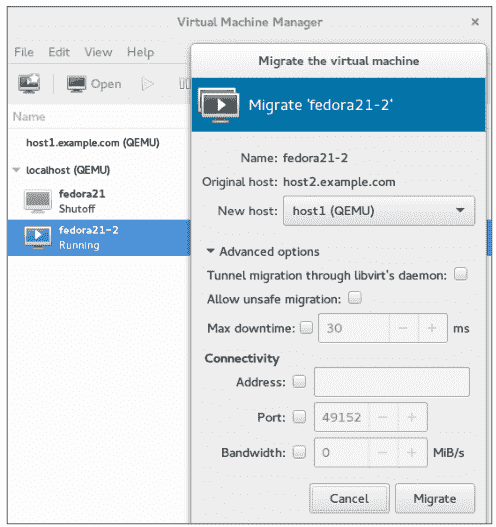 Virtual Machine Manager
File Edit View Help
Open
Name
host1.example.com (QEMU)
localhost (QEMU)
fedora21
Shutoff
fedora21-2
Running
Migrate the virtual machine
Migrate 'fedora21-2'
Name: fedora21-2
Original host: host2.example.com
New host: host1 (QEMU)
Advanced options
Tunnel migration through libvirt's daemon:
Allow unsafe migration:
Max downtime: 30 ms
Connectivity
Address:
Port: 49152
Bandwidth: 0 MiB/s
Cancel Migrate